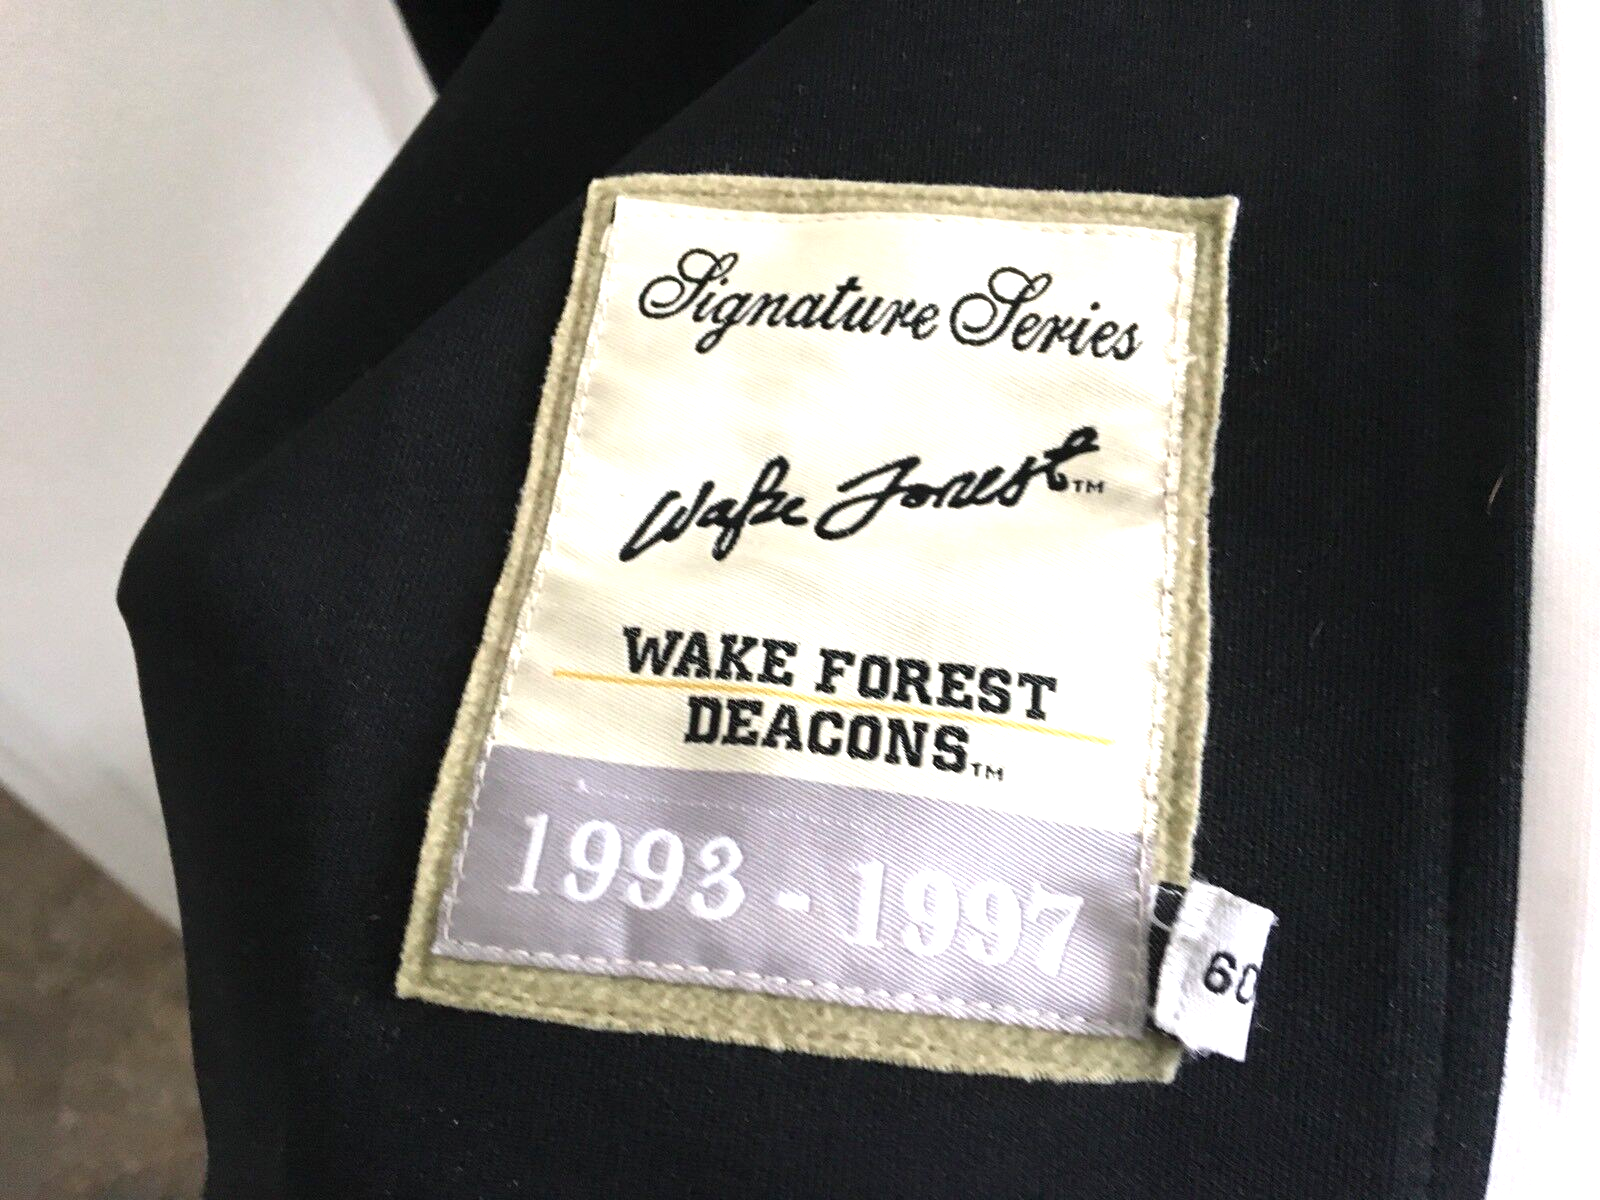 Signature Series
Wake Forest™
WAKE FOREST
DEACONS™
1993 - 1997
60